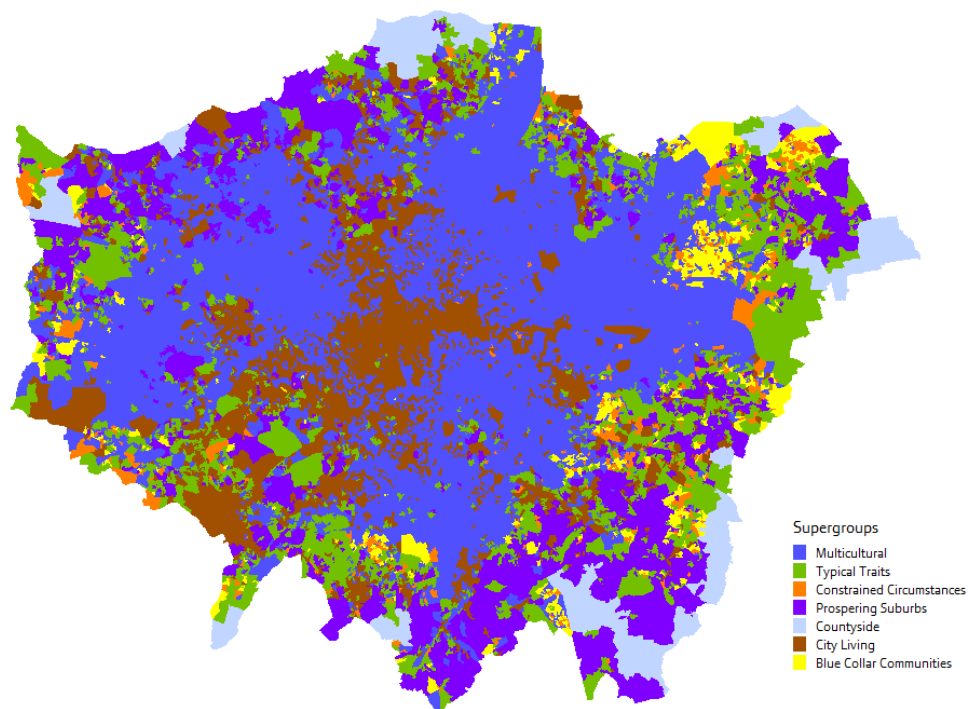 Supergroups
Multicultural
Typical Traits
Constrained Circumstances
Prospering Suburbs
Countyside
City Living
Blue Collar Communities